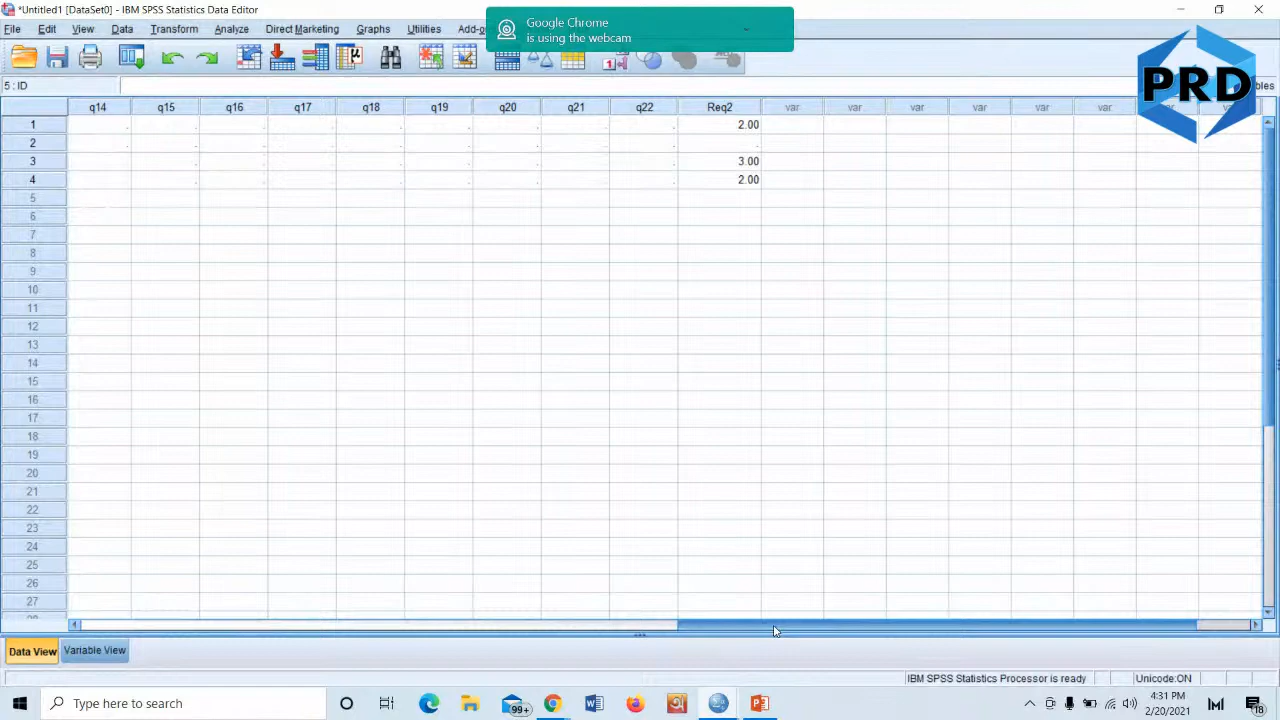 *Untitled1 [DataSet0] - IBM SPSS Statistics Data Editor
Google Chrome
is using the webcam
File Edit View Data Transform Analyze Direct Marketing Graphs Utilities
PRD
5 : ID
q14 q15 q16 q17 q18 q19 q20 q21 q22 Req2 var var var var var var
1 . . . . . . . . . 2.00
2 . . . . . . . . . .
3 . . . . . . . . . 3.00
4 . . . . . . . . 2.00
5
6
7
8
9
10
11
12
13
14
15
16
17
18
19
20
21
22
23
24
25
26
27
Data View Variable View
IBM SPSS Statistics Processor is ready Unicode:ON
Type here to search
99+
4:31 PM
2/20/2021
18